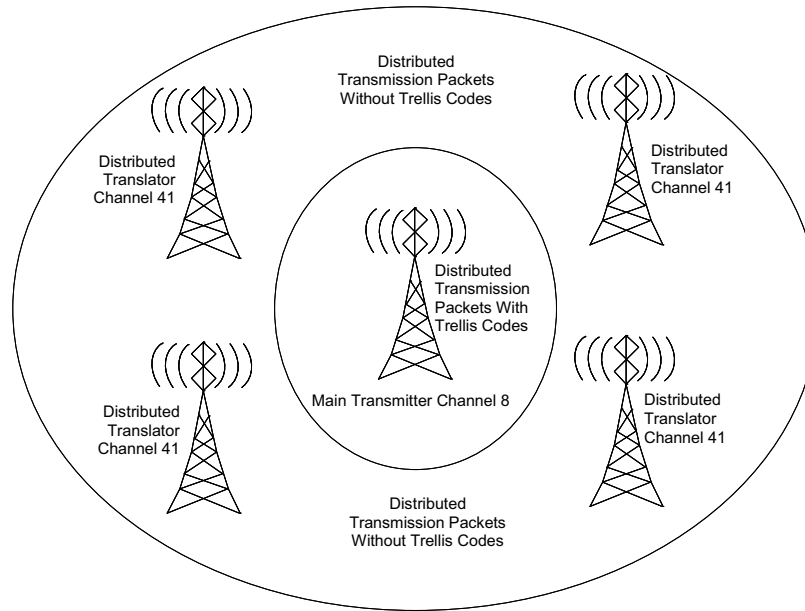 Distributed
Transmission Packets
Without Trellis Codes
Distributed
Translator
Channel 41
Distributed
Translator
Channel 41
Distributed
Transmission
Packets With
Trellis Codes
Main Transmitter Channel 8
Distributed
Translator
Channel 41
Distributed
Translator
Channel 41
Distributed
Transmission Packets
Without Trellis Codes